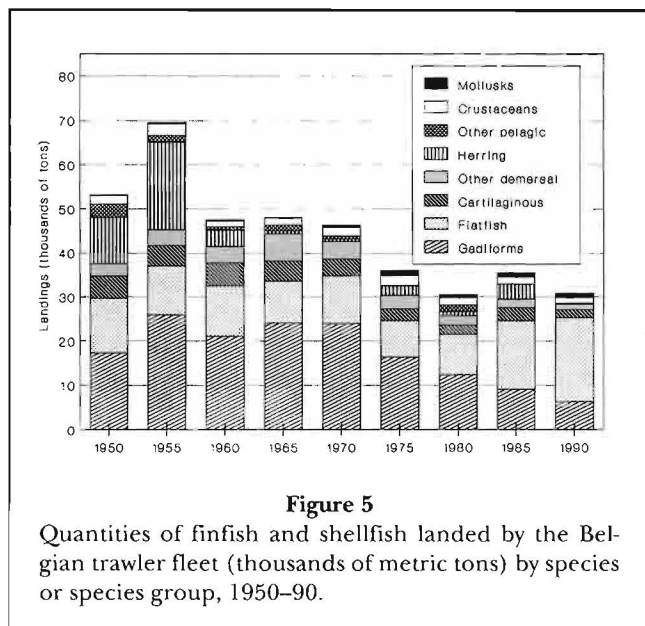 80
70
60
50
40
30
20
10
0
Landings (thousands of tons)
Mollusks
Crustaceans
Other pelagic
Herring
Other demersal
Cartilaginous
Flatfish
Gadiforms
1950 1955 1960 1965 1970 1975 1980 1985 1990
Figure 5
Quantities of finfish and shellfish landed by the Bel-
gian trawler fleet (thousands of metric tons) by species
or species group, 1950–90.